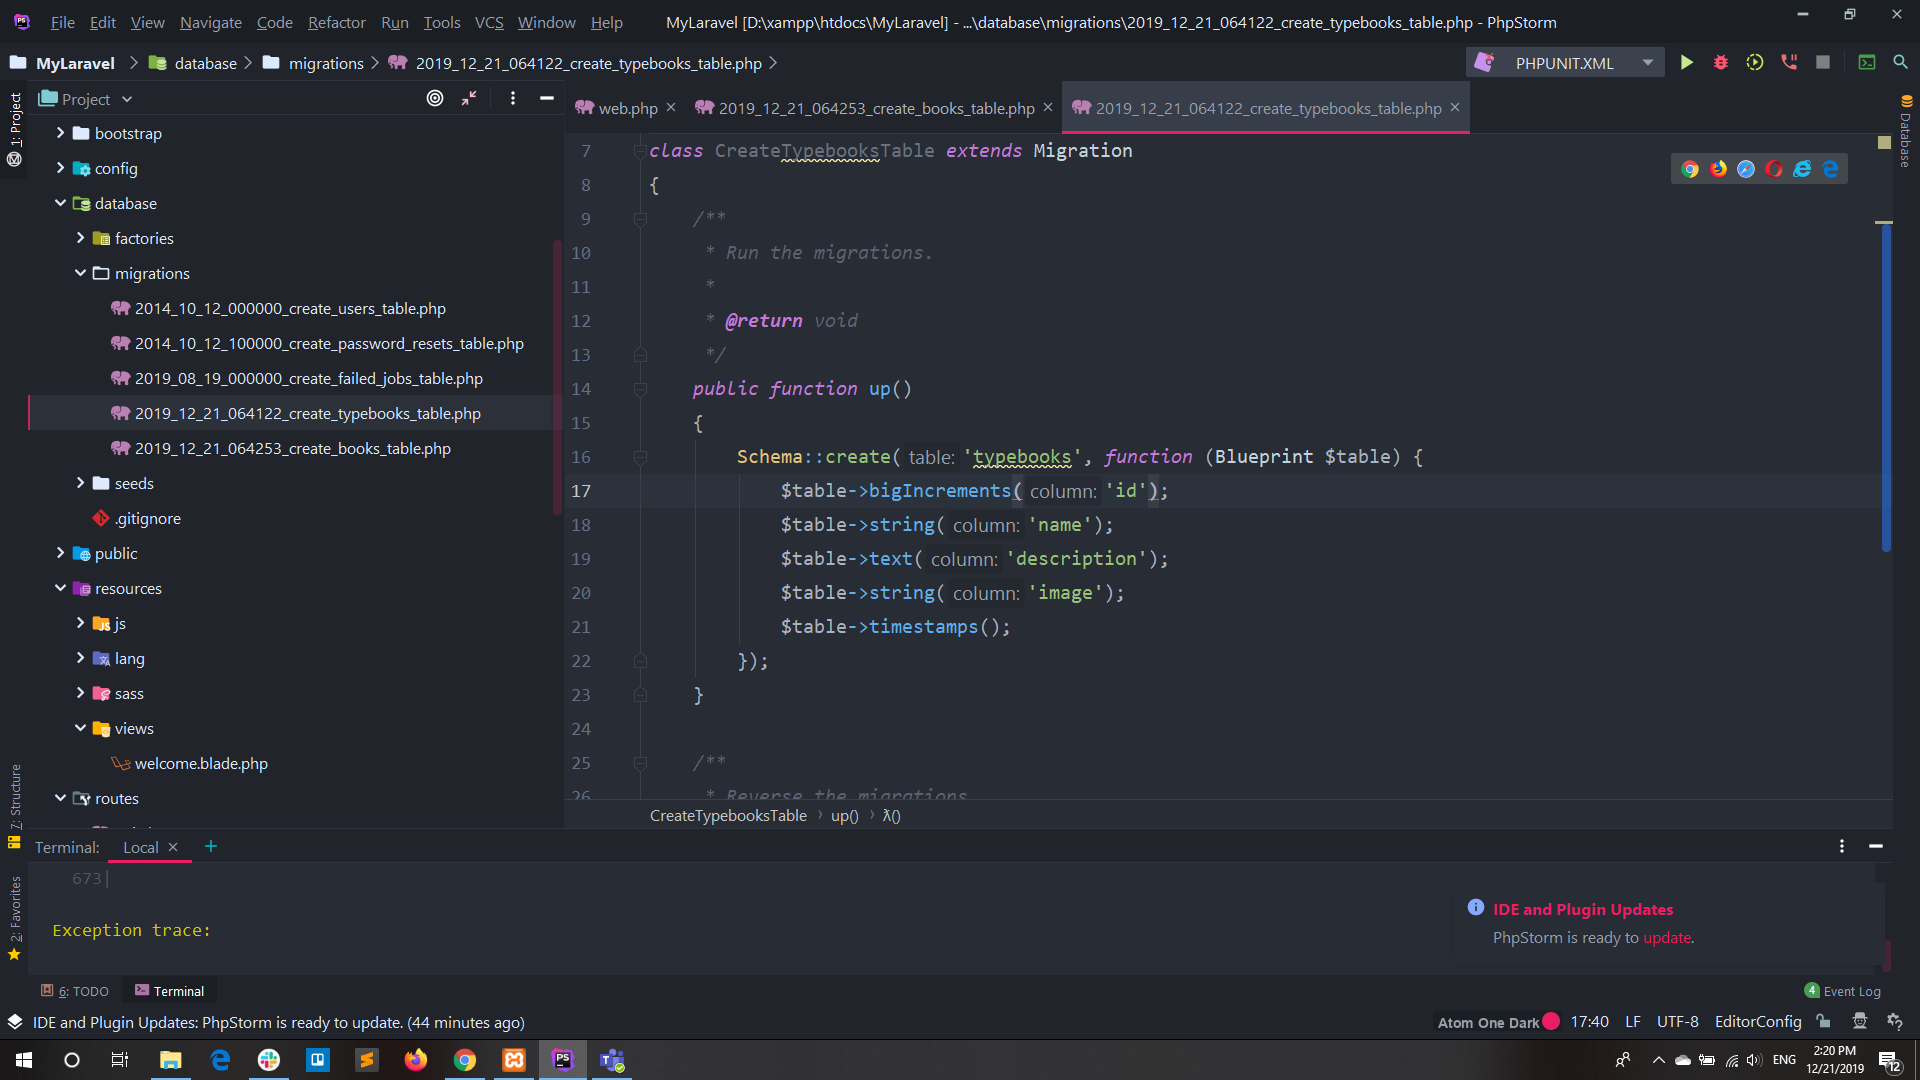 File Edit View Navigate Code Refactor Run Tools VCS Window Help MyLaravel [D:\xampp\htdocs\MyLaravel] - ...\database\migrations\2019_12_21_064122_create_typebooks_table.php - PhpStorm
MyLaravel database migrations 2019_12_21_064122_create_typebooks_table.php PHPUNIT.XML
1: Project
Project
bootstrap
config
database
factories
migrations
2014_10_12_000000_create_users_table.php
2014_10_12_100000_create_password_resets_table.php
2019_08_19_000000_create_failed_jobs_table.php
2019_12_21_064122_create_typebooks_table.php
2019_12_21_064253_create_books_table.php
seeds
.gitignore
public
resources
js
lang
sass
views
welcome.blade.php
routes
7: Structure
2: Favorites
web.php 2019_12_21_064253_create_books_table.php 2019_12_21_064122_create_typebooks_table.php
Database
7 class CreateTypebooksTable extends Migration
8 {
9 /**
10 * Run the migrations.
11 *
12 * @return void
13 */
14 public function up()
15 {
16 Schema::create( table: 'typebooks', function (Blueprint $table) {
17 $table->bigIncrements( column: 'id');
18 $table->string( column: 'name');
19 $table->text( column: 'description');
20 $table->string( column: 'image');
21 $table->timestamps();
22 });
23 }
24
25 /**
26 * Reverse the migrations
CreateTypebooksTable up() λ()
Terminal: Local
673|
Exception trace:
IDE and Plugin Updates
PhpStorm is ready to update.
6: TODO Terminal
4 Event Log
IDE and Plugin Updates: PhpStorm is ready to update. (44 minutes ago) Atom One Dark 17:40 LF UTF-8 EditorConfig
ENG
2:20 PM
12/21/2019
12